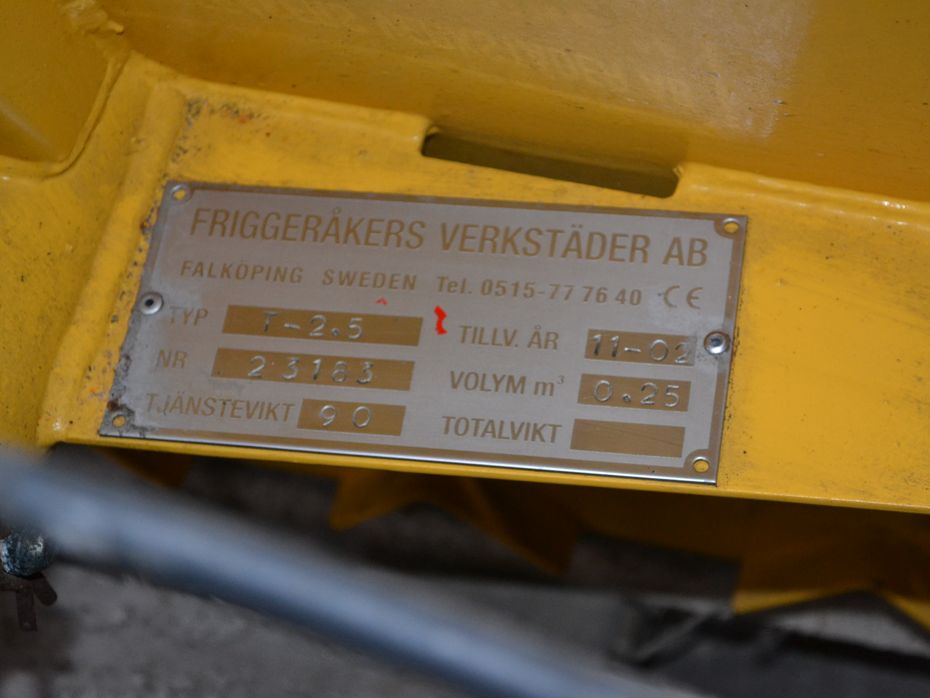 FRIGGERÅKERS VERKSTÄDER AB
FALKÖPING SWEDEN Tel. 0515-77 76 40 CE
TYP T-2.5 TILLV. ÅR 11-02
NR 23183 VOLYM m³ 0.25
TJÄNSTEVIKT 90 TOTALVIKT